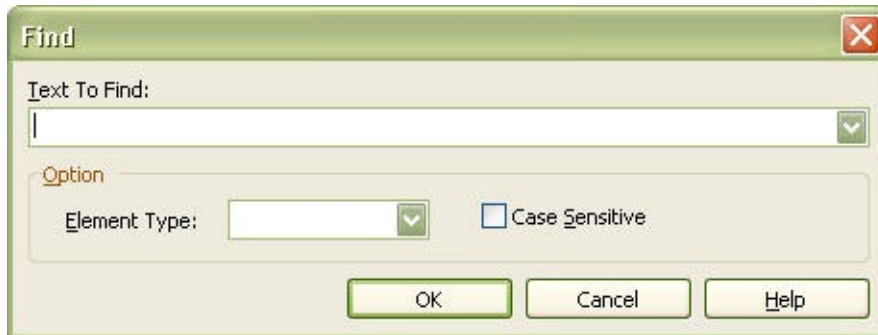 Find
Text To Find:
Option
Element Type:
Case Sensitive
OK
Cancel
Help